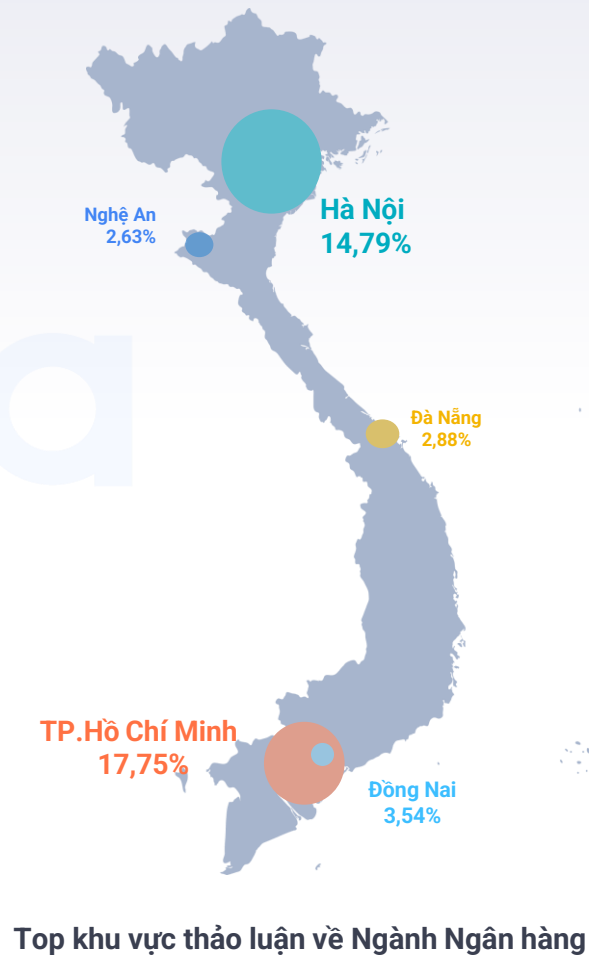 Nghệ An
2,63%
Hà Nội
14,79%
Đà Nẵng
2,88%
TP.Hồ Chí Minh
17,75%
Đồng Nai
3,54%
Top khu vực thảo luận về Ngành Ngân hàng